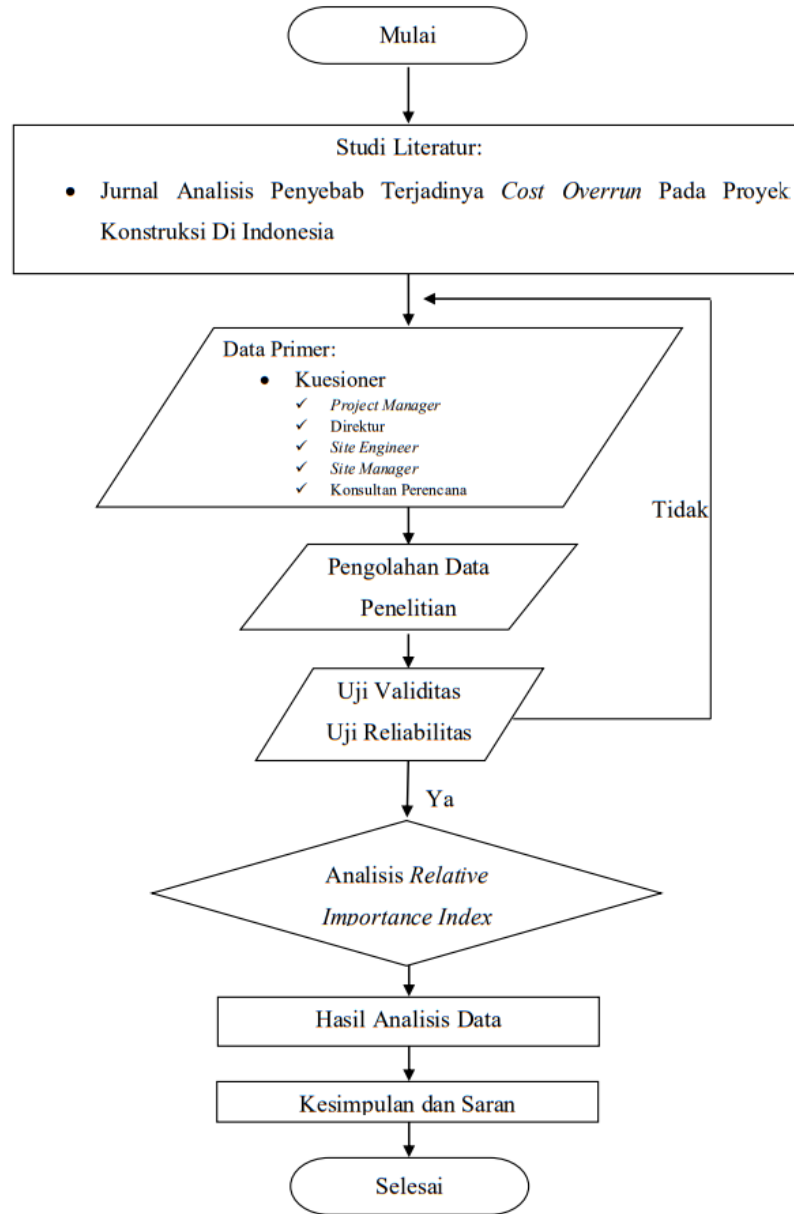 Mulai
Studi Literatur:
• Jurnal Analisis Penyebab Terjadinya Cost Overrun Pada Proyek
Konstruksi Di Indonesia
Data Primer:
• Kuesioner
✓ Project Manager
✓ Direktur
✓ Site Engineer
✓ Site Manager
✓ Konsultan Perencana
Tidak
Pengolahan Data
Penelitian
Uji Validitas
Uji Reliabilitas
Ya
Analisis Relative
Importance Index
Hasil Analisis Data
Kesimpulan dan Saran
Selesai